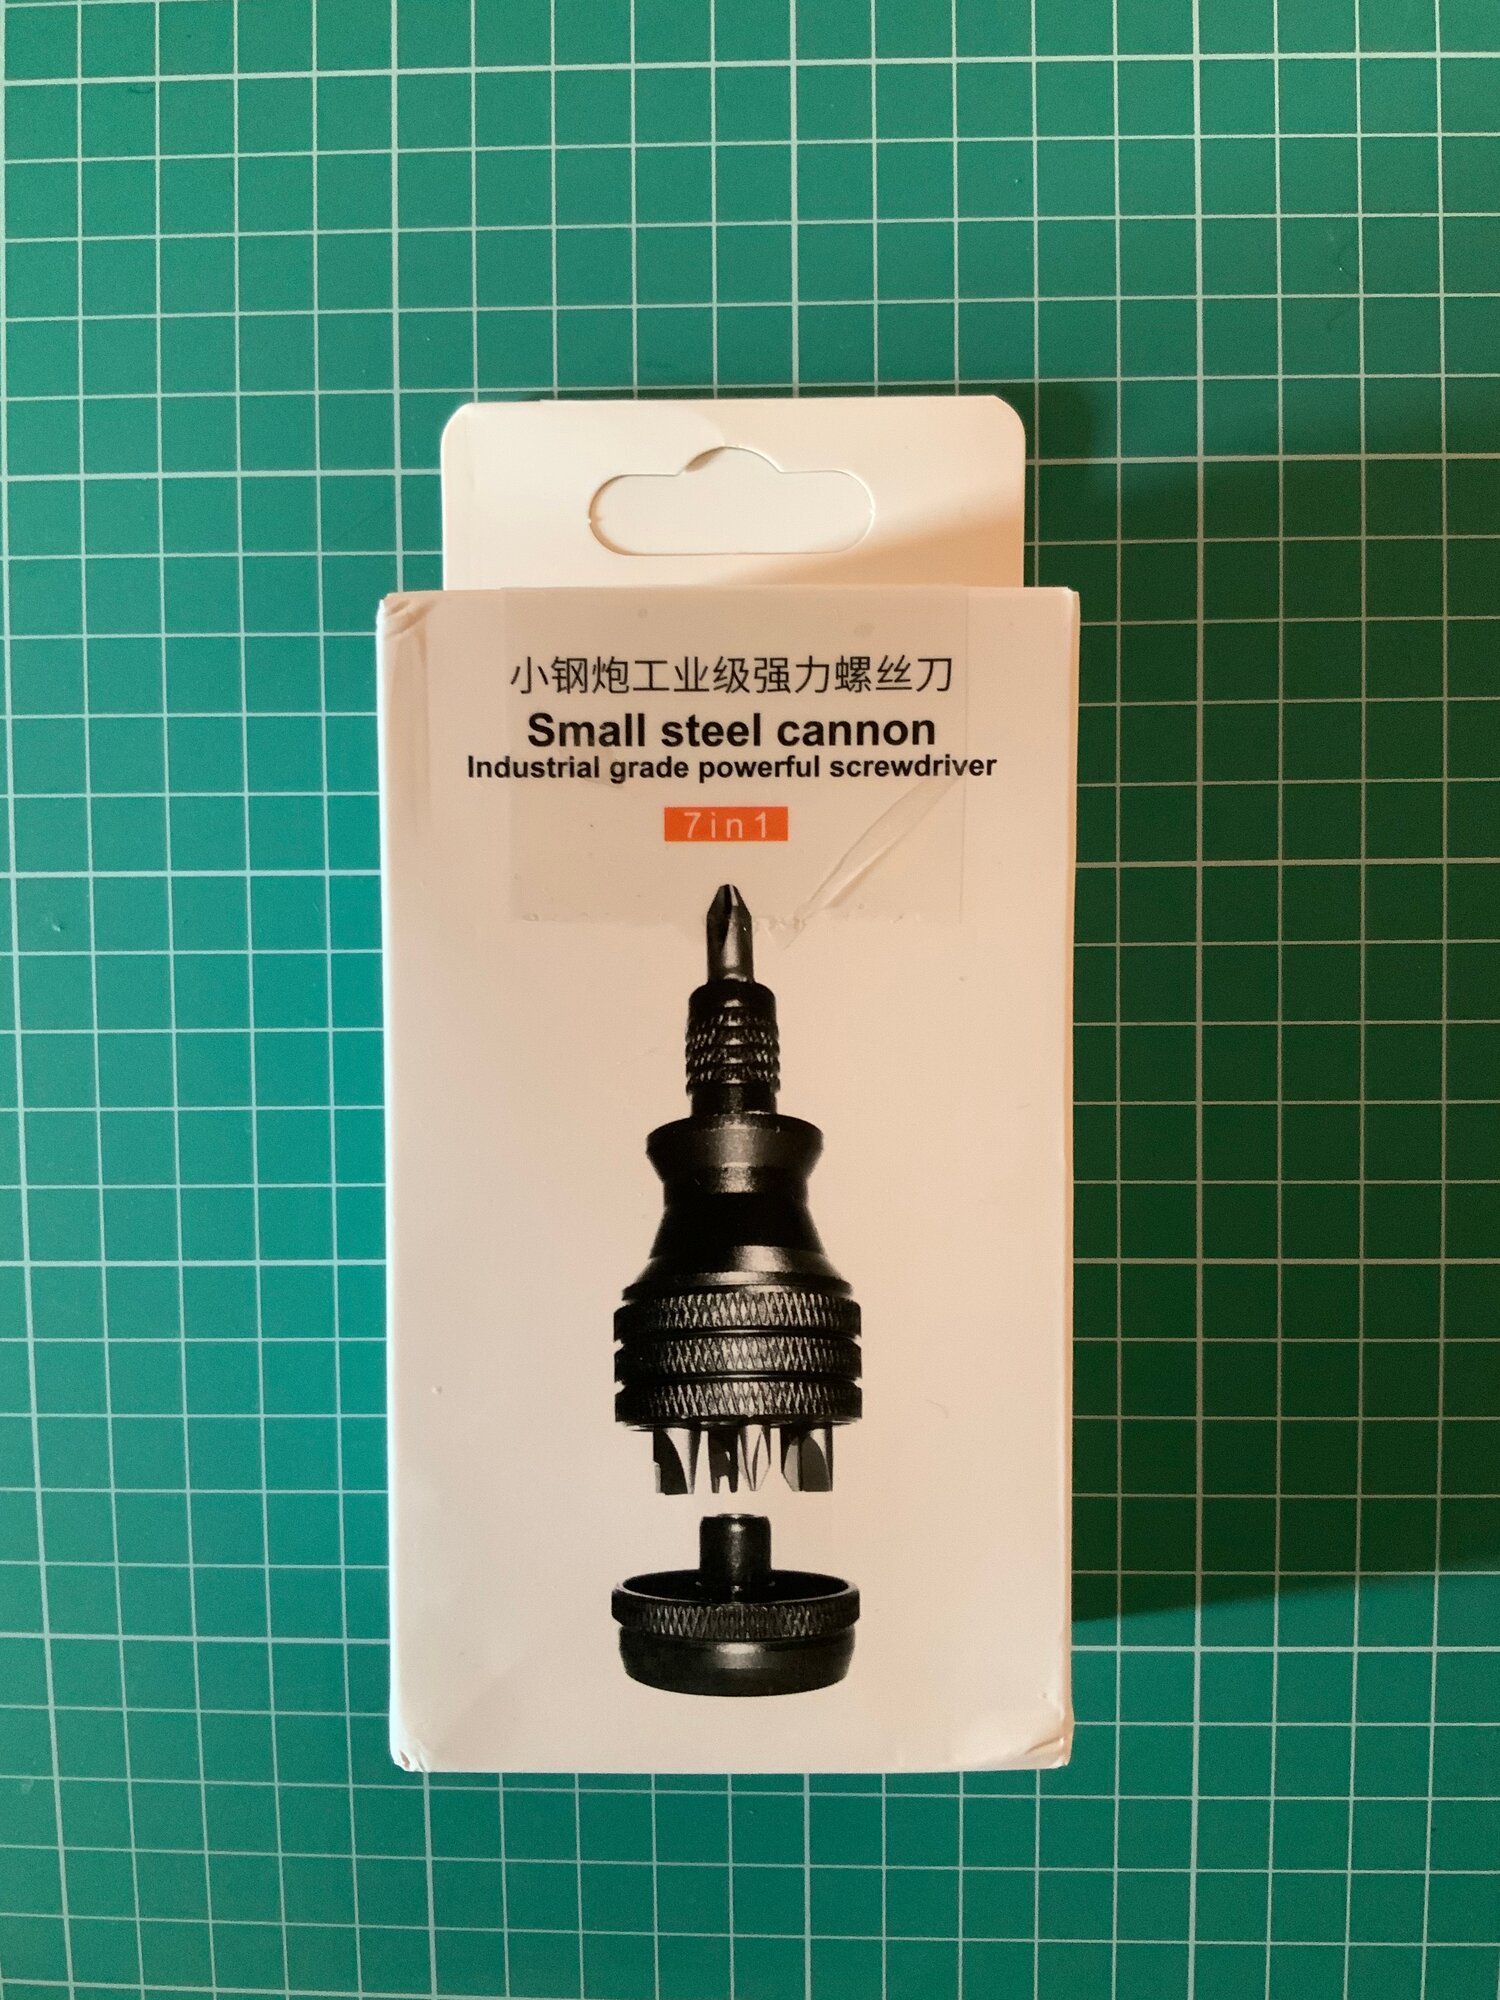 小钢炮工业级强力螺丝刀
Small steel cannon
Industrial grade powerful screwdriver
7in1